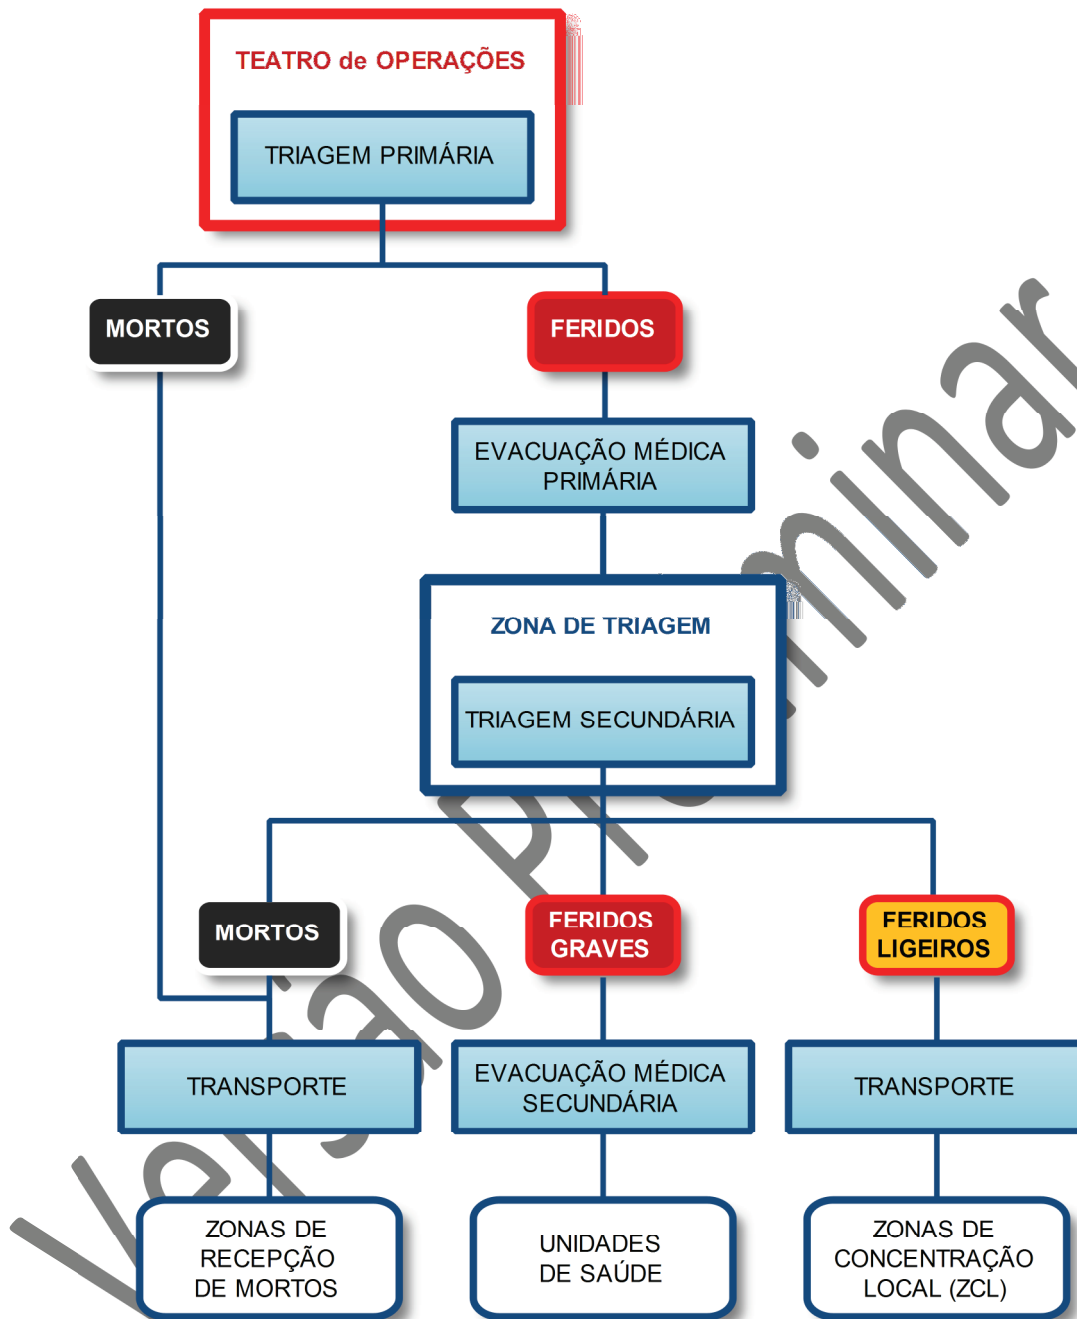 TEATRO de OPERAÇÕES
TRIAGEM PRIMÁRIA
MORTOS
FERIDOS
EVACUAÇÃO MÉDICA
PRIMÁRIA
ZONA DE TRIAGEM
TRIAGEM SECUNDÁRIA
MORTOS
FERIDOS
GRAVES
FERIDOS
LIGEIROS
TRANSPORTE
EVACUAÇÃO MÉDICA
SECUNDÁRIA
TRANSPORTE
ZONAS DE
RECEPÇÃO
DE MORTOS
UNIDADES
DE SAÚDE
ZONAS DE
CONCENTRAÇÃO
LOCAL (ZCL)
Versão Preliminar